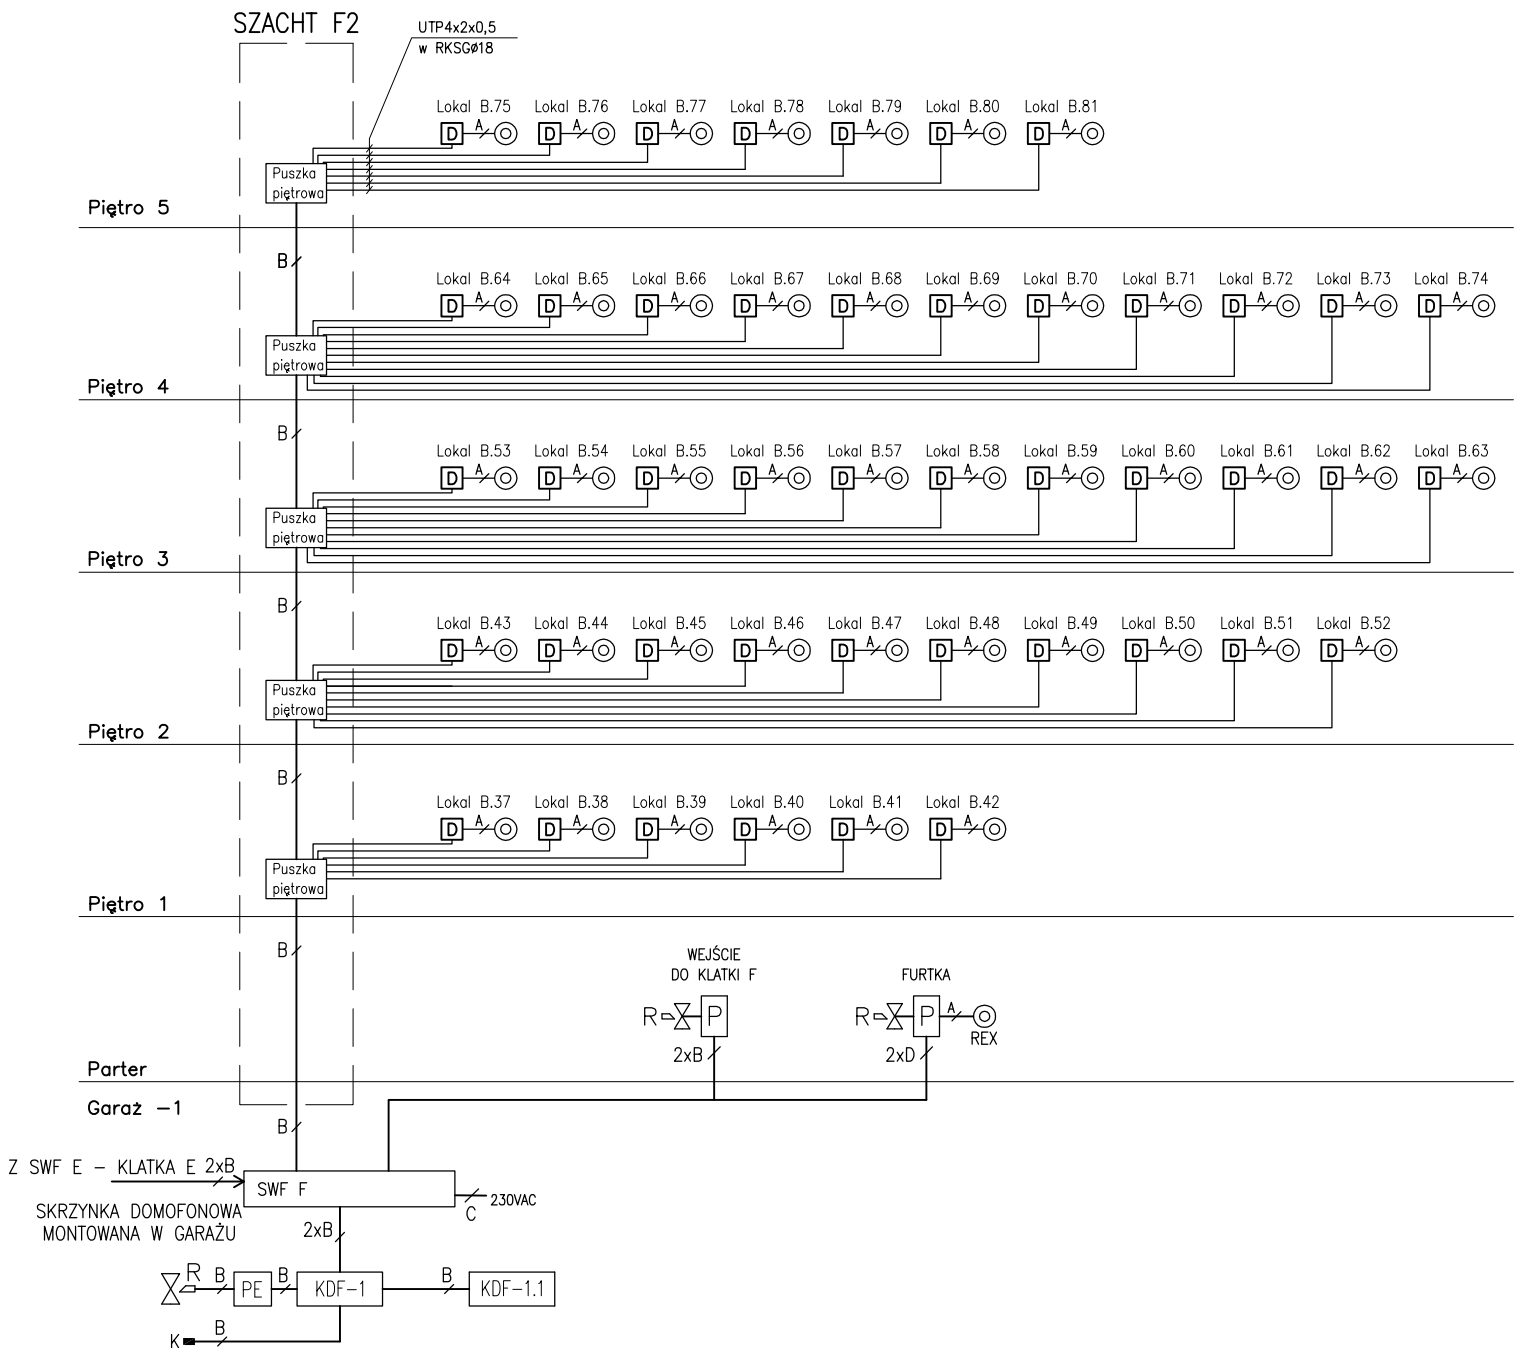 SZACHT F2
UTP4x2x0,5
w RKSGø18
Lokal B.75 Lokal B.76 Lokal B.77 Lokal B.78 Lokal B.79 Lokal B.80 Lokal B.81
D A D A D A D A D A D A D A
Puszka
piętrowa
Piętro 5
B
Lokal B.64 Lokal B.65 Lokal B.66 Lokal B.67 Lokal B.68 Lokal B.69 Lokal B.70 Lokal B.71 Lokal B.72 Lokal B.73 Lokal B.74
D A D A D A D A D A D A D A D A D A D A D A
Puszka
piętrowa
Piętro 4
B
Lokal B.53 Lokal B.54 Lokal B.55 Lokal B.56 Lokal B.57 Lokal B.58 Lokal B.59 Lokal B.60 Lokal B.61 Lokal B.62 Lokal B.63
D A D A D A D A D A D A D A D A D A D A D A
Puszka
piętrowa
Piętro 3
B
Lokal B.43 Lokal B.44 Lokal B.45 Lokal B.46 Lokal B.47 Lokal B.48 Lokal B.49 Lokal B.50 Lokal B.51 Lokal B.52
D A D A D A D A D A D A D A D A D A D A
Puszka
piętrowa
Piętro 2
B
Lokal B.37 Lokal B.38 Lokal B.39 Lokal B.40 Lokal B.41 Lokal B.42
D A D A D A D A D A D A
Puszka
piętrowa
Piętro 1
B
WEJŚCIE
DO KLATKI F
FURTKA
R P R P A
REX
2xB 2xD
Parter
Garaż -1
B
Z SWF E - KLATKA E 2xB
SWF F
230VAC
C
SKRZYNKA DOMOFONOWA
MONTOWANA W GARAŻU
2xB
R B PE B KDF-1 B KDF-1.1
K B